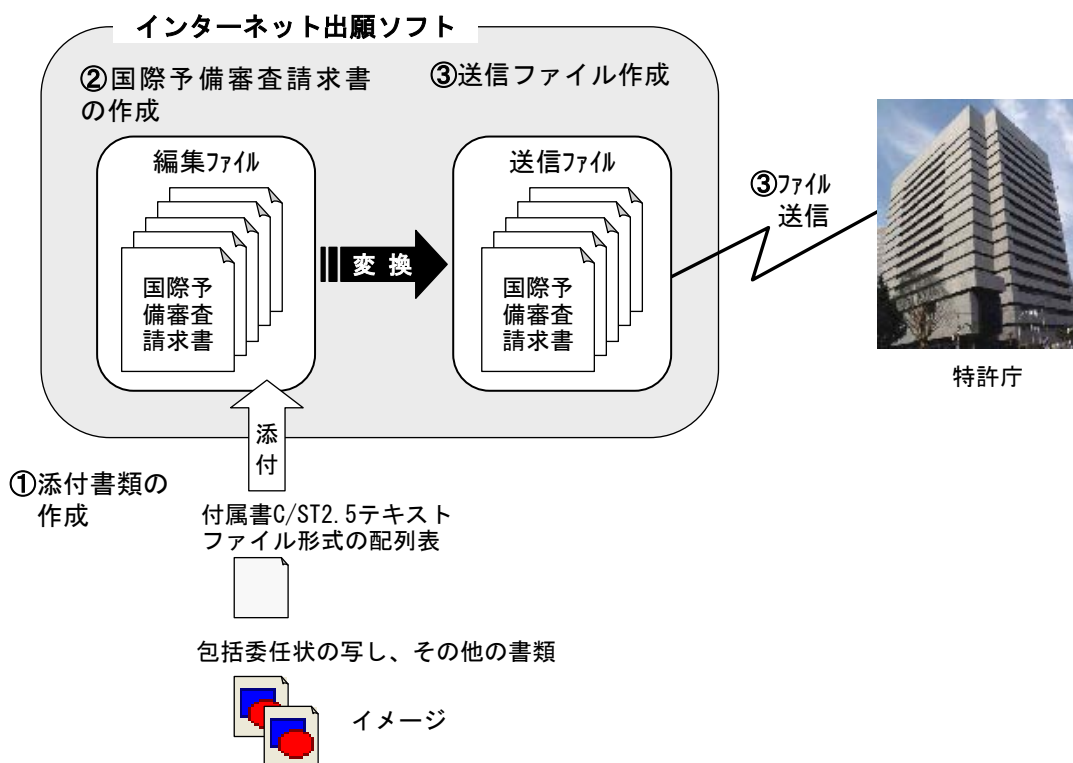 インターネット出願ソフト
②国際予備審査請求書
の作成
③送信ファイル作成
編集ファイル
送信ファイル
国際予
備審査
請求書
変換
国際予
備審査
請求書
③ファイル
送信
特許庁
添
付
①添付書類の
作成
付属書C/ST2.5テキスト
ファイル形式の配列表
包括委任状の写し、その他の書類
イメージ